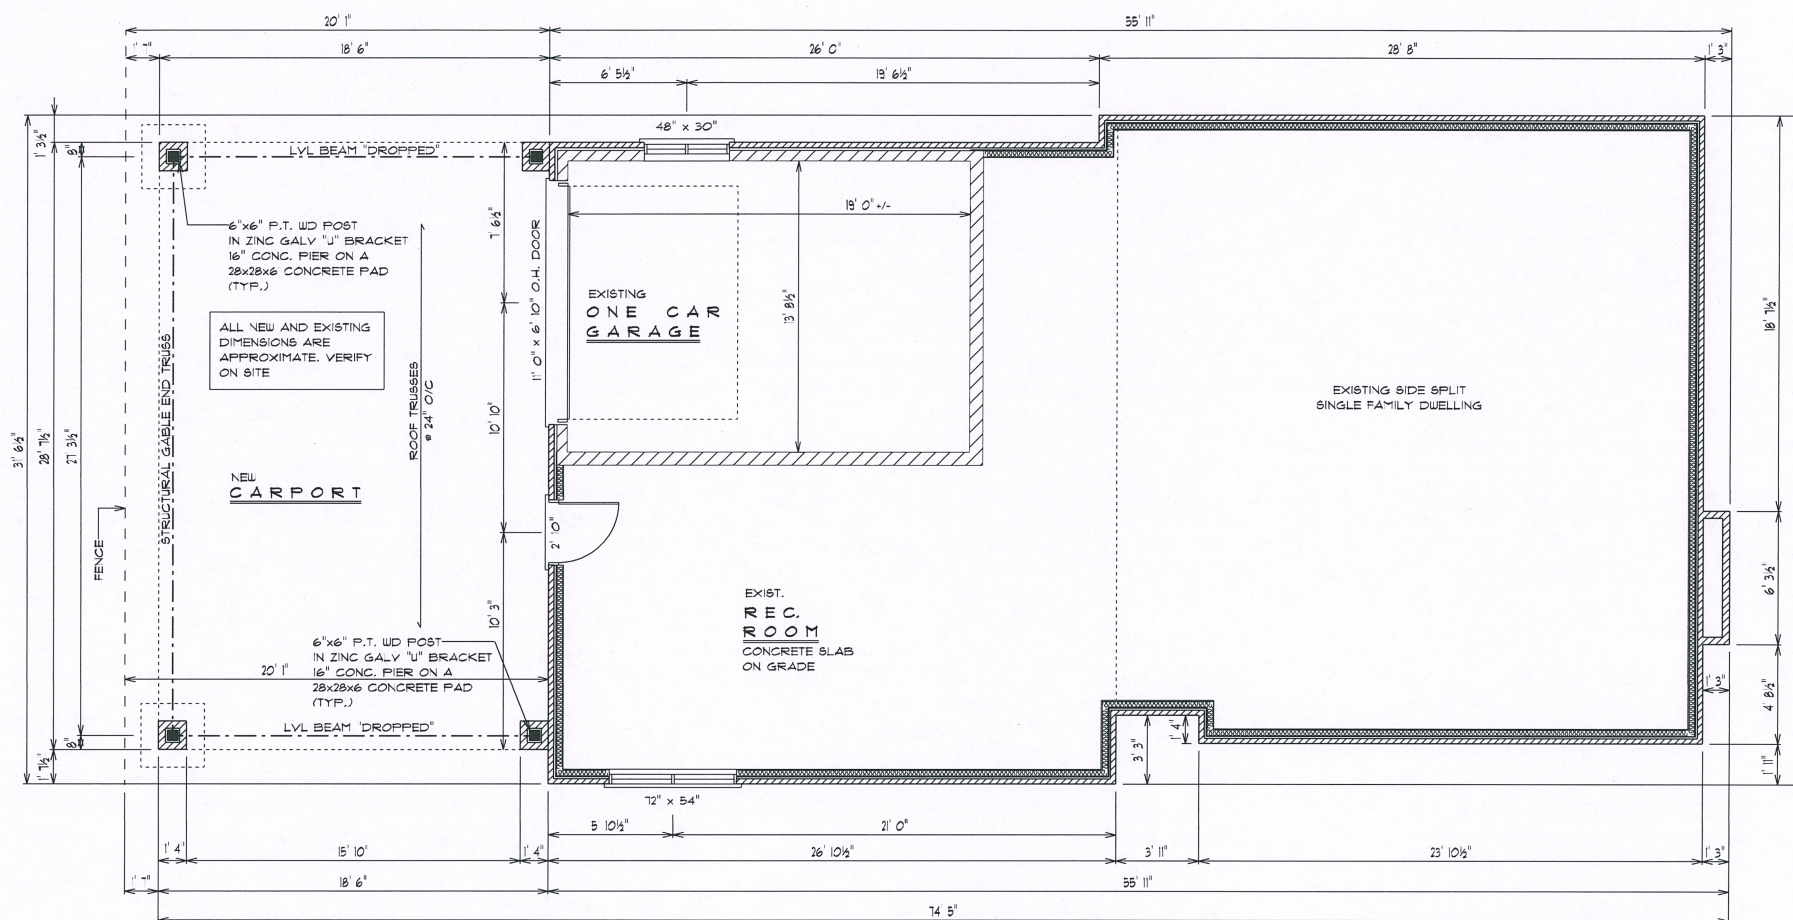 20' 1"
55' 11"
1' 7"
18' 6"
26' 0"
28' 8"
1' 3"
6' 5½"
19' 6½"
48" x 30"
LVL BEAM "DROPPED"
1' 3½"
8"
6"x6" P.T. WD POST
IN ZINC GALV "U" BRACKET
16" CONC. PIER ON A
28x28x6 CONCRETE PAD
(TYP.)
ALL NEW AND EXISTING
DIMENSIONS ARE
APPROXIMATE. VERIFY
ON SITE
STRUCTURAL GABLE END TRUSS
ROOF TRUSSES
@ 24" O/C
7' 6½"
11' 0" x 6' 10" O.H. DOOR
10' 10"
19' 0" +/-
13' 8½"
EXISTING
ONE CAR
GARAGE
EXISTING SIDE SPLIT
SINGLE FAMILY DWELLING
18' 7½"
31' 6½"
28' 7½"
27' 3½"
NEW
CARPORT
FENCE
2' 10"
10' 3"
EXIST.
REC.
ROOM
CONCRETE SLAB
ON GRADE
6' 3½"
6"x6" P.T. WD POST
IN ZINC GALV "U" BRACKET
16" CONC. PIER ON A
28x28x6 CONCRETE PAD
(TYP.)
20' 1"
LVL BEAM 'DROPPED"
8"
1' 7½"
1' 3"
4' 8½"
1' 4"
3' 3"
1' 11"
72" x 54"
5' 10½"
21' 0"
1' 4"
15' 10"
1' 4"
26' 10½"
3' 11"
23' 10½"
1' 3"
1' 7"
18' 6"
55' 11"
74' 5"